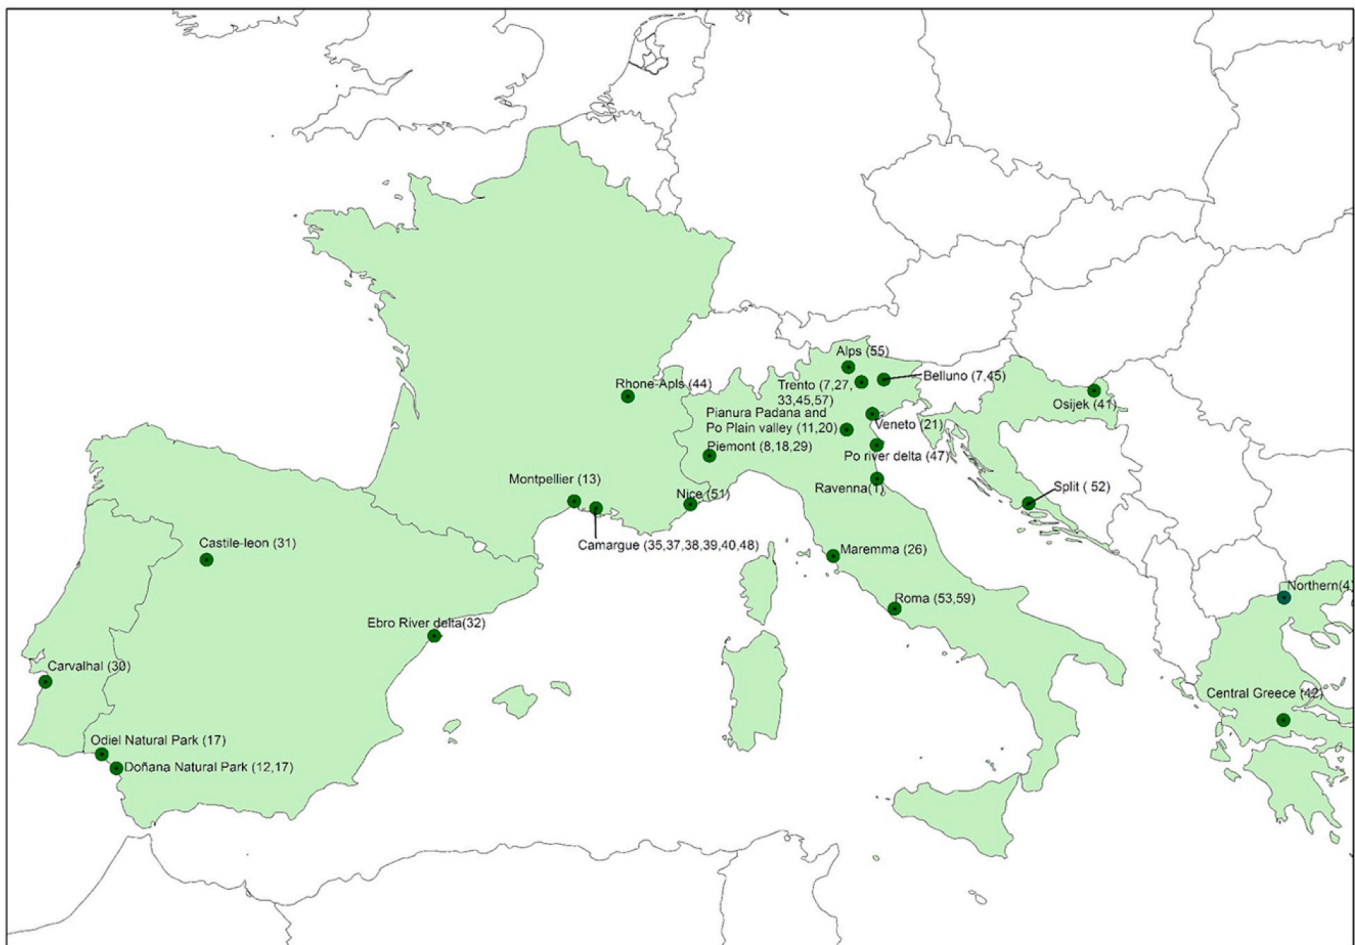 Alps (55)
Belluno (7,45)
Rhone-Apls (44)
Trento (7,27,
33,45,57)
Osijek (41)
Pianura Padana and
Po Plain valley (11,20)
Veneto (21)
Piemont (8,18,29)
Po river delta (47)
Montpellier (13)
Nice (51)
Ravenna(1)
Split ( 52)
Camargue (35,37,38,39,40,48)
Castile-leon (31)
Maremma (26)
Northern(4
Roma (53,59)
Ebro River delta(32)
Carvalhal (30)
Central Greece (42)
Odiel Natural Park (17)
Doñana Natural Park (12,17)